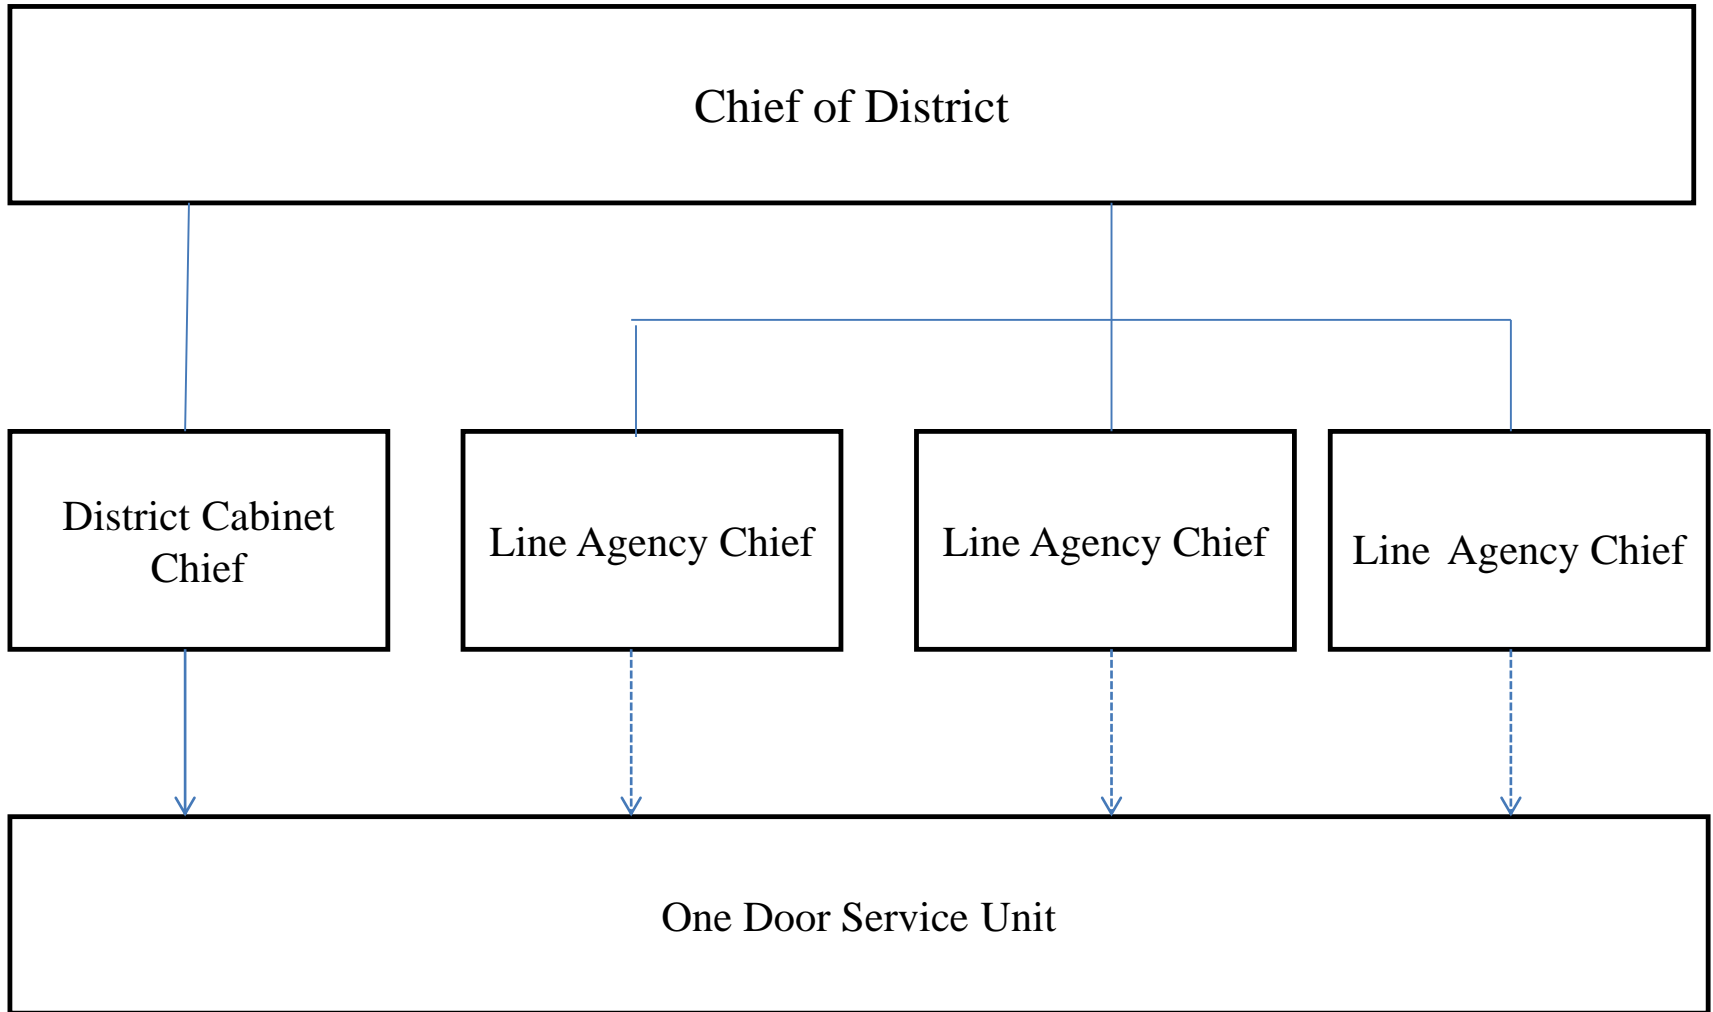 Chief of District
District Cabinet
Chief
Line Agency Chief
Line Agency Chief
Line Agency Chief
One Door Service Unit